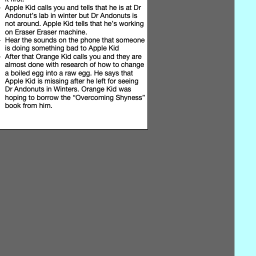 it first.
Apple Kid calls you and tells he is at Dr
Andonut's lab in winter but Dr Andonuts is
not around. Apple Kid tells that he's working
on Eraser Eraser machine.
Hear the sounds on the phone that someone
is doing something bad to Apple Kid
After that Orange Kid calls you and they are
almost done with research of how to change
a boiled egg into a raw egg. He says that
Apple Kid is missing after he left for seeing
Dr Andonuts in Winters. Orange Kid was
hoping to borrow the "Overcoming Shyness"
book from him.